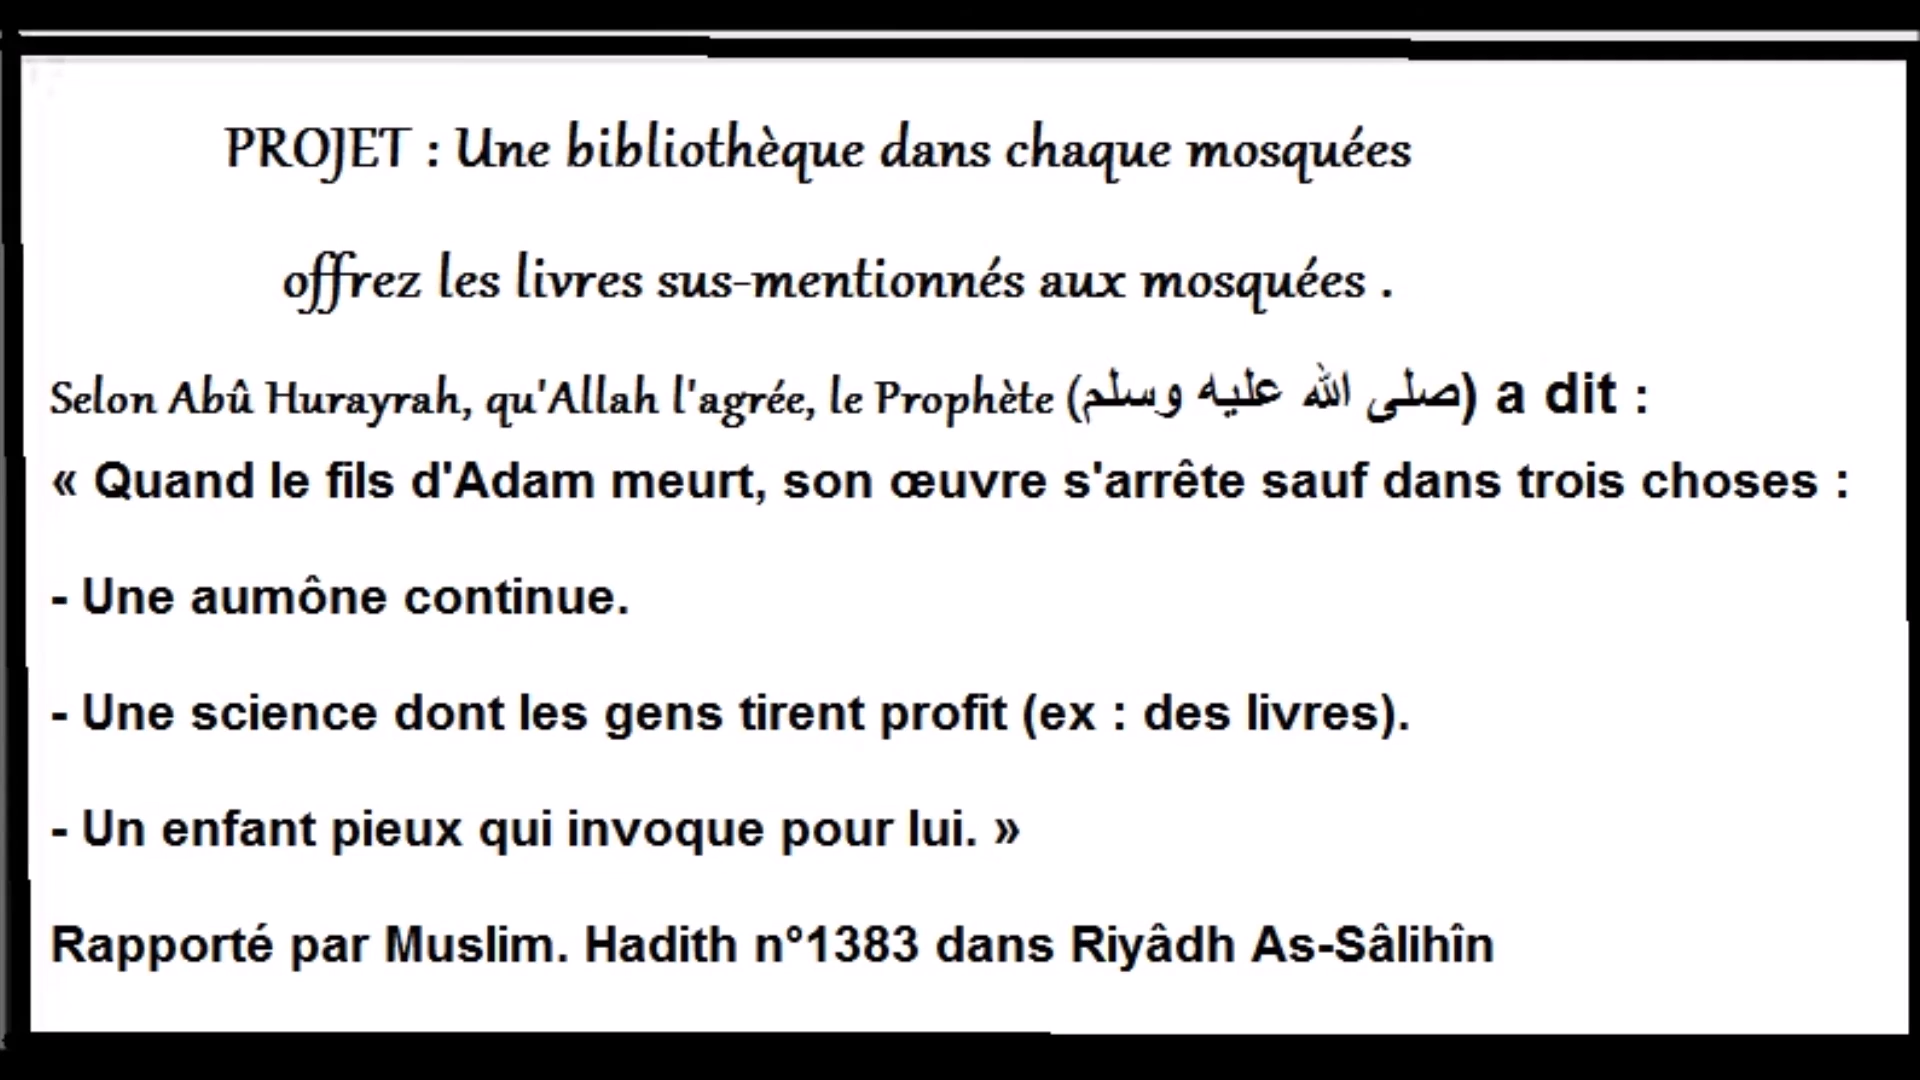 PROJET : Une bibliothèque dans chaque mosquées
offrez les livres sus-mentionnés aux mosquées .
Selon Abû Hurayrah, qu'Allah l'agrée, le Prophète (صلى الله عليه وسلم) a dit :
« Quand le fils d'Adam meurt, son œuvre s'arrête sauf dans trois choses :
- Une aumône continue.
- Une science dont les gens tirent profit (ex : des livres).
- Un enfant pieux qui invoque pour lui. »
Rapporté par Muslim. Hadith n°1383 dans Riyâdh As-Sâlihîn